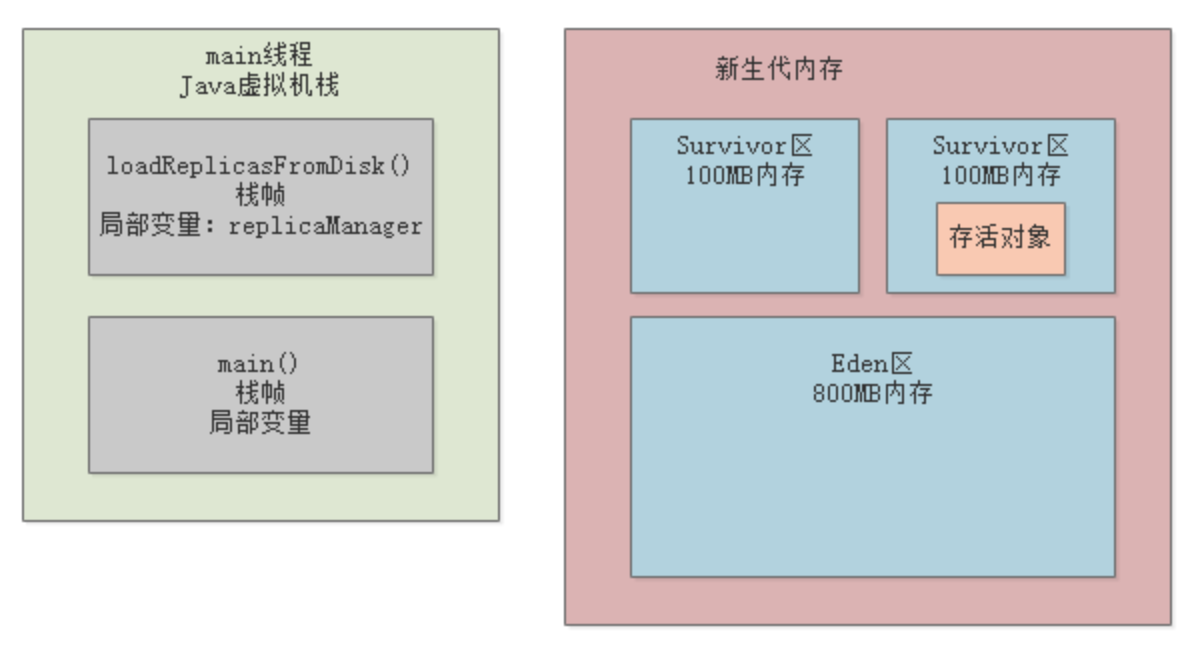 main线程
Java虚拟机栈
loadReplicasFromDisk()
栈帧
局部变量：replicaManager
main()
栈帧
局部变量
新生代内存
Survivor区
100MB内存
Survivor区
100MB内存
存活对象
Eden区
800MB内存